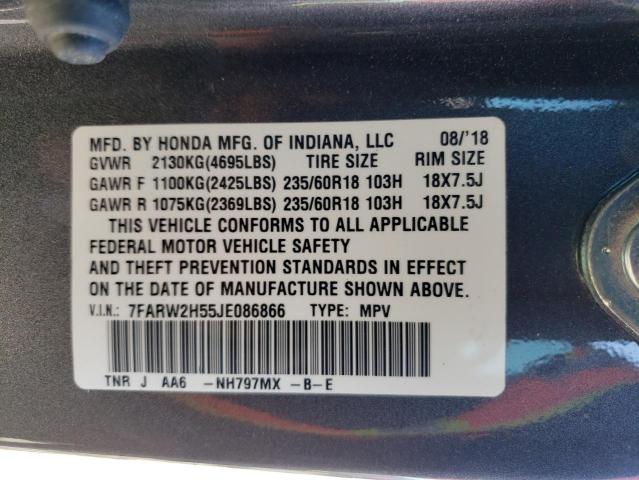 MFD. BY HONDA MFG. OF INDIANA, LLC 08/'18
GVWR 2130KG(4695LBS) TIRE SIZE RIM SIZE
GAWR F 1100KG(2425LBS) 235/60R18 103H 18X7.5J
GAWR R 1075KG(2369LBS) 235/60R18 103H 18X7.5J
THIS VEHICLE CONFORMS TO ALL APPLICABLE
FEDERAL MOTOR VEHICLE SAFETY
AND THEFT PREVENTION STANDARDS IN EFFECT
ON THE DATE OF MANUFACTURE SHOWN ABOVE.
V.I.N.: 7FARW2H55JE086866 TYPE: MPV
TNR J AA6 -NH797MX -B-E